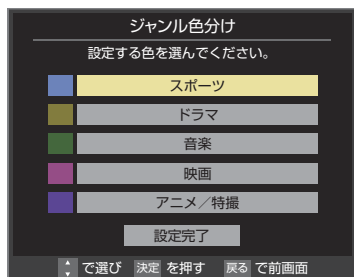 ジャンル色分け
設定する色を選んでください。
スポーツ
ドラマ
音楽
映画
アニメ／特撮
設定完了
で選び 決定 を押す 戻る で前画面